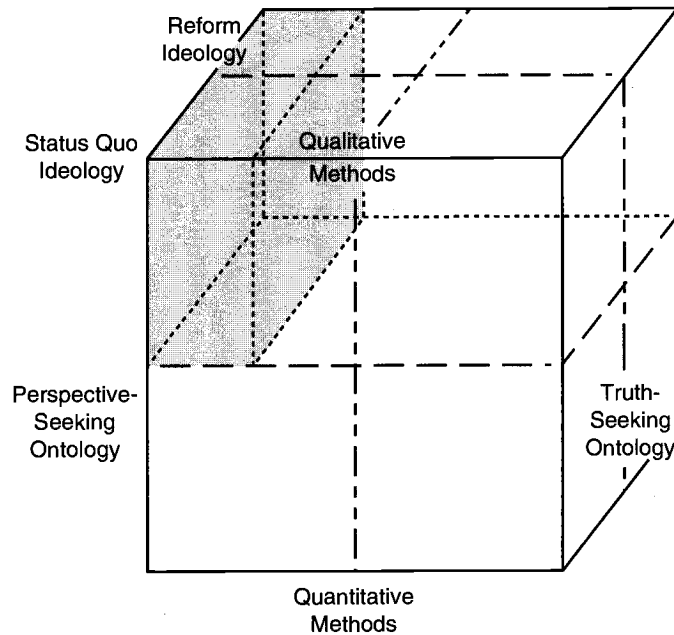 Reform
Ideology
Status Quo
Ideology
Qualitative
Methods
Perspective-
Seeking
Ontology
Truth-
Seeking
Ontology
Quantitative
Methods